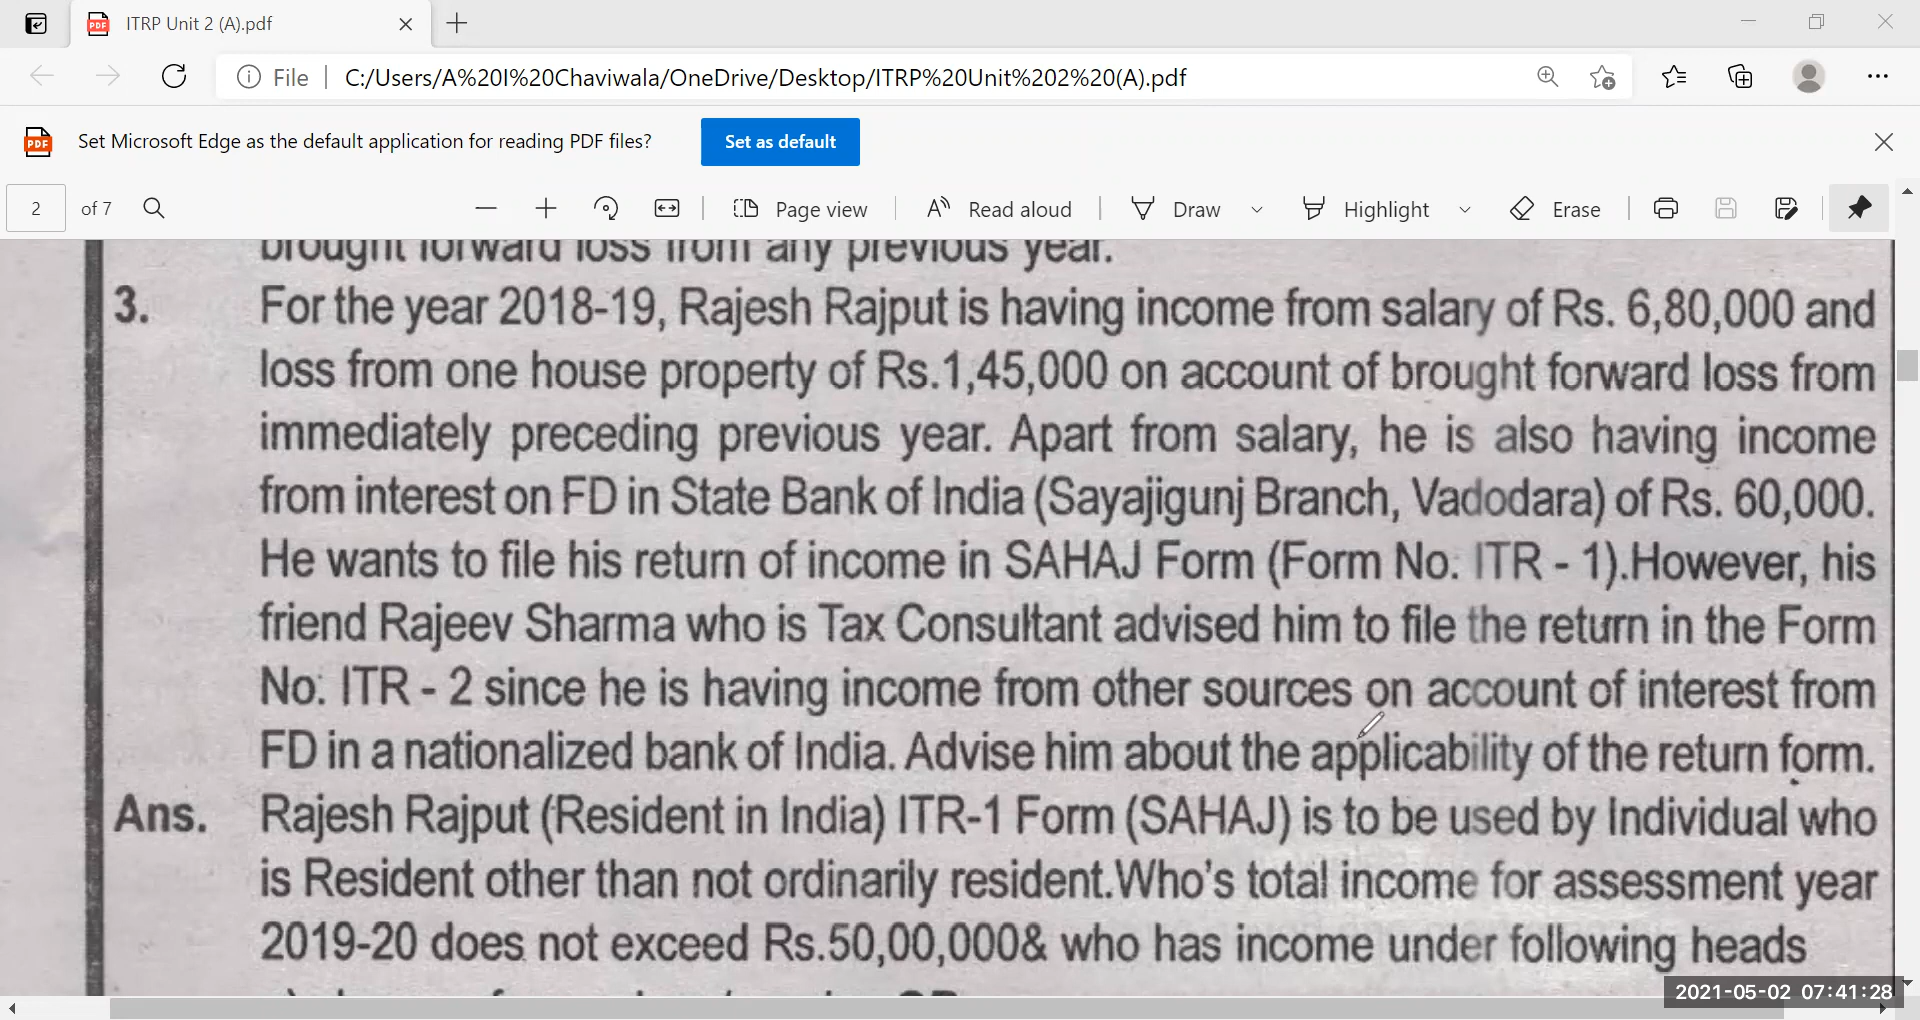 ITRP Unit 2 (A).pdf
File C:/Users/A%20I%20Chaviwala/OneDrive/Desktop/ITRP%20Unit%202%20(A).pdf
Set Microsoft Edge as the default application for reading PDF files? Set as default
2 of 7 Page view Read aloud Draw Highlight Erase
brought forward loss from any previous year.
3. For the year 2018-19, Rajesh Rajput is having income from salary of Rs. 6,80,000 and
loss from one house property of Rs.1,45,000 on account of brought forward loss from
immediately preceding previous year. Apart from salary, he is also having income
from interest on FD in State Bank of India (Sayajigunj Branch, Vadodara) of Rs. 60,000.
He wants to file his return of income in SAHAJ Form (Form No. ITR - 1).However, his
friend Rajeev Sharma who is Tax Consultant advised him to file the return in the Form
No. ITR - 2 since he is having income from other sources on account of interest from
FD in a nationalized bank of India. Advise him about the applicability of the return form.
Ans. Rajesh Rajput (Resident in India) ITR-1 Form (SAHAJ) is to be used by Individual who
is Resident other than not ordinarily resident.Who's total income for assessment year
2019-20 does not exceed Rs.50,00,000& who has income under following heads
2021-05-02 07:41:28